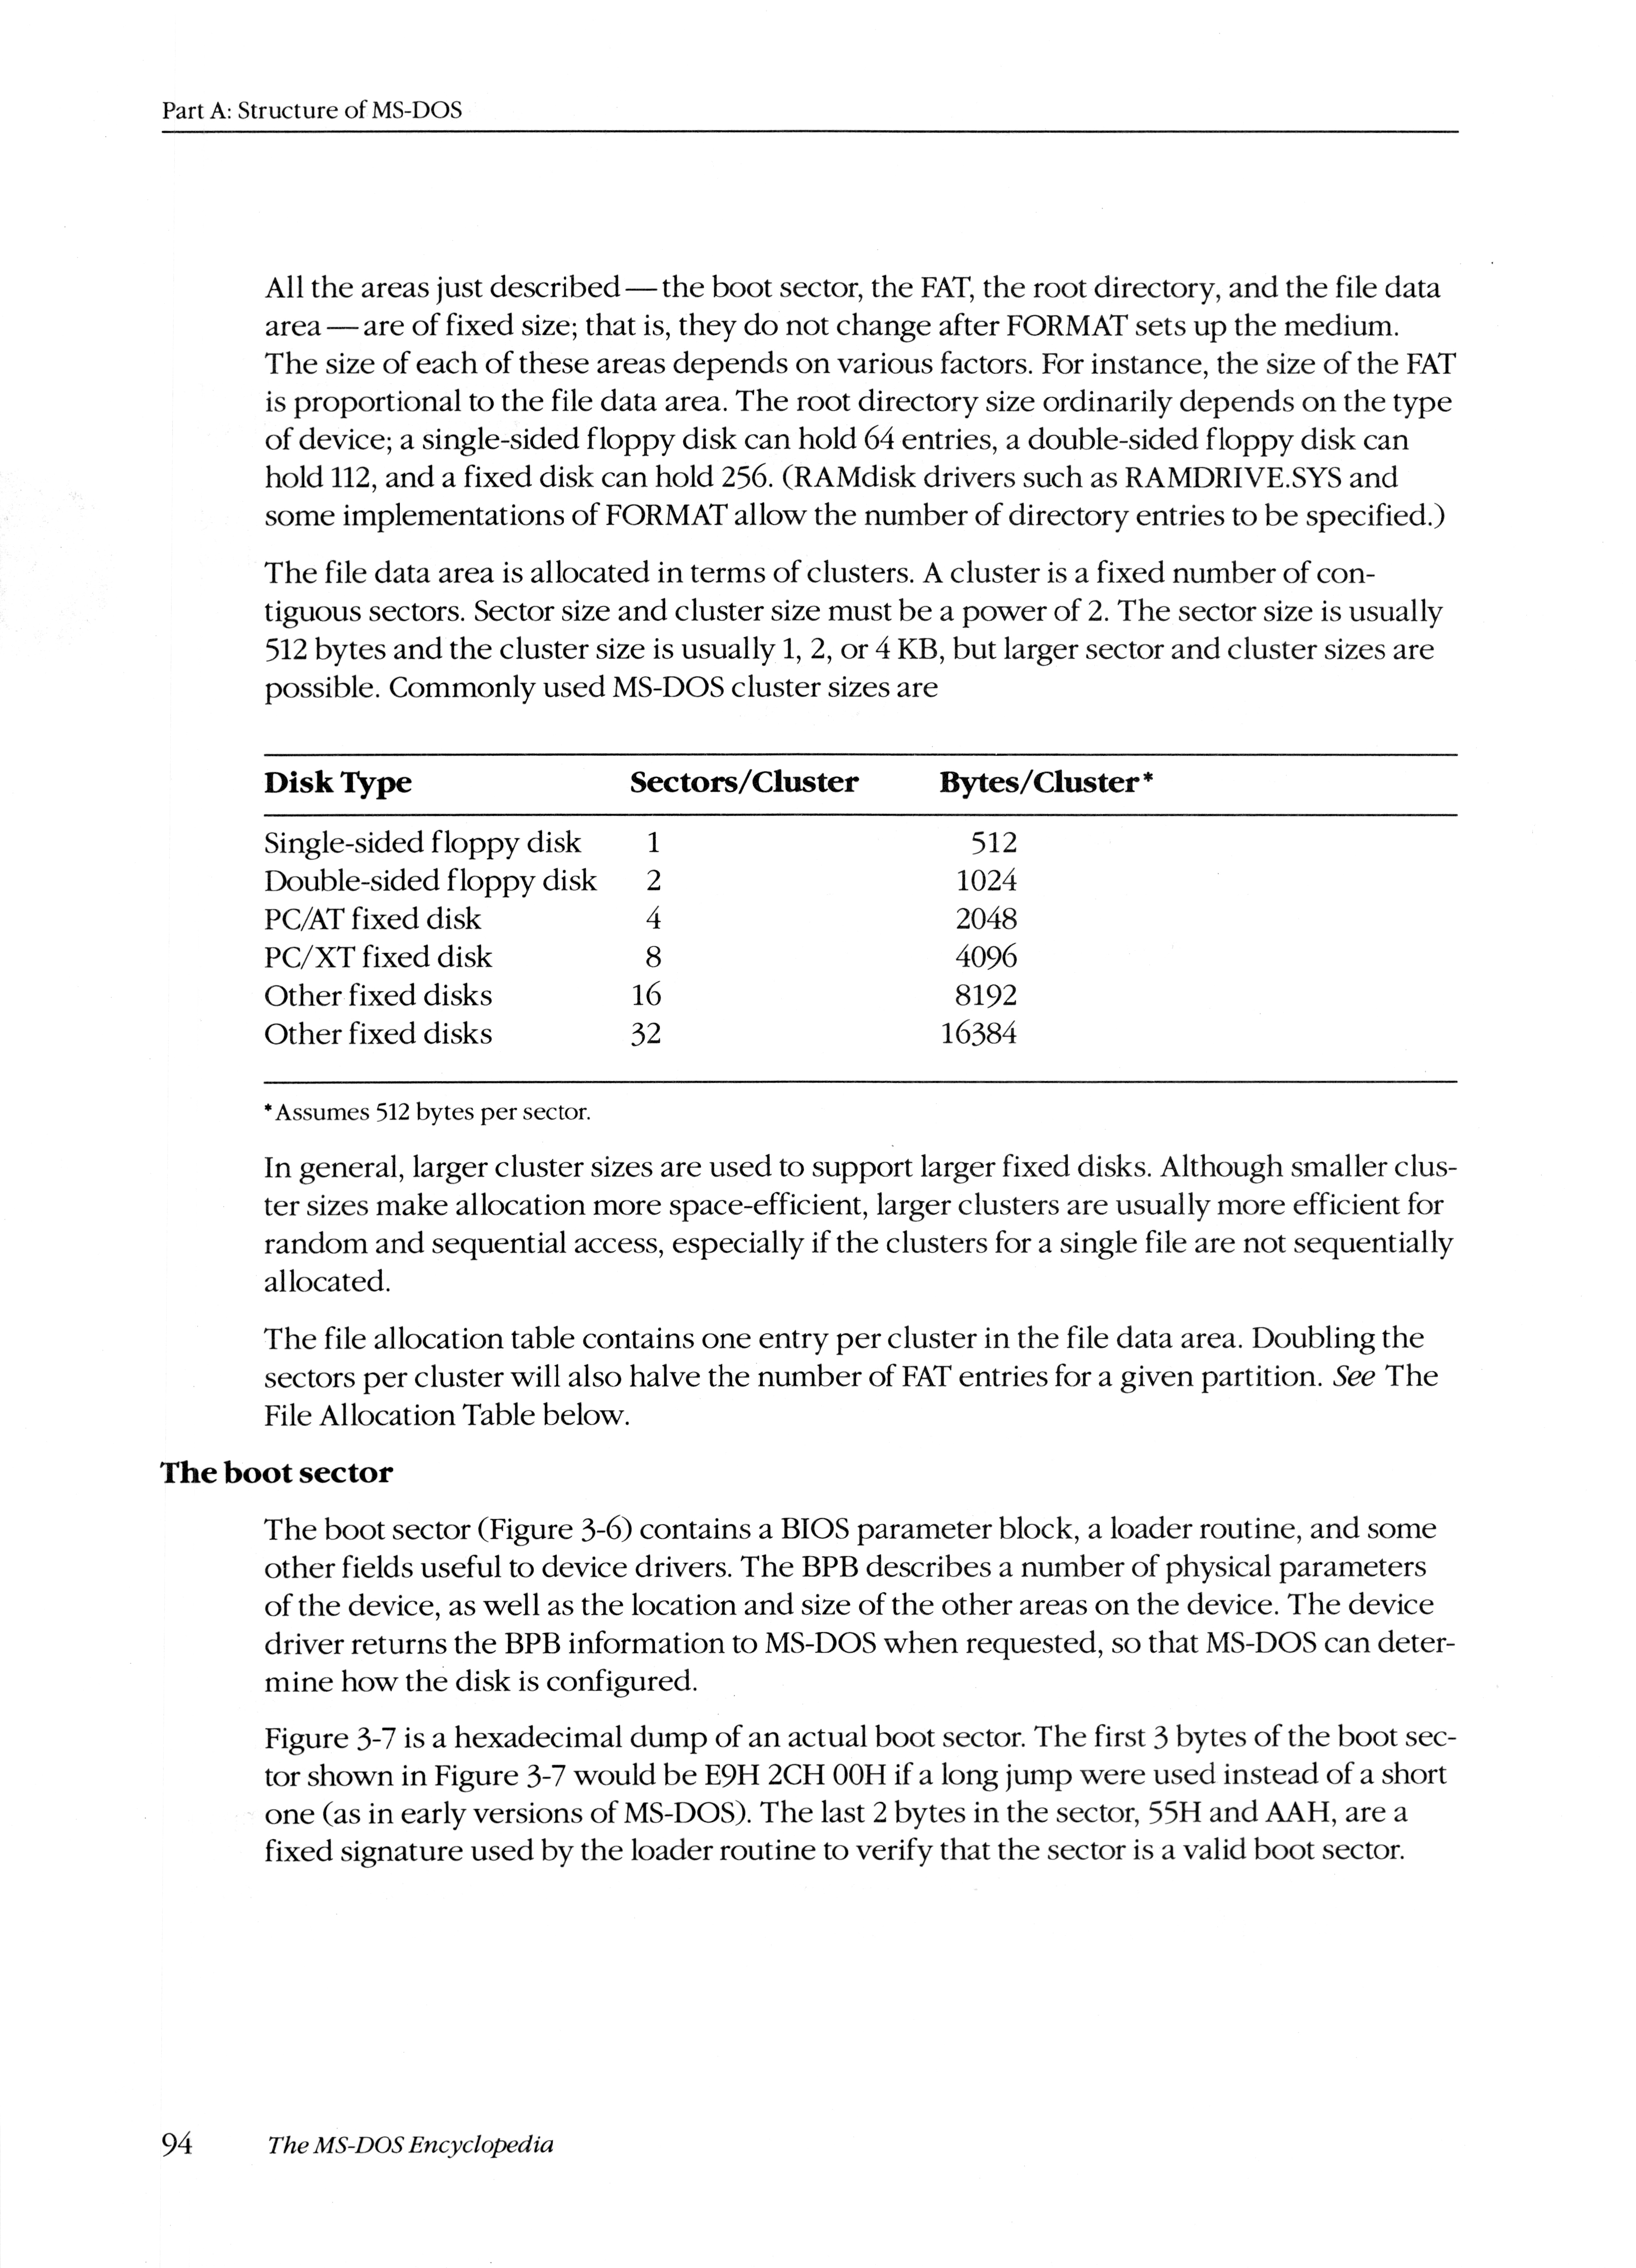 Part A: Structure of MS-DOS
All the areas just described—the boot sector, the FAT, the root directory, and the file data
area—are of fixed size; that is, they do not change after FORMAT sets up the medium.
The size of each of these areas depends on various factors. For instance, the size of the FAT
is proportional to the file data area. The root directory size ordinarily depends on the type
of device; a single-sided floppy disk can hold 64 entries, a double-sided floppy disk can
hold 112, and a fixed disk can hold 256. (RAMdisk drivers such as RAMDRIVE.SYS and
some implementations of FORMAT allow the number of directory entries to be specified.)
The file data area is allocated in terms of clusters. A cluster is a fixed number of con-
tiguous sectors. Sector size and cluster size must be a power of 2. The sector size is usually
512 bytes and the cluster size is usually 1, 2, or 4 KB, but larger sector and cluster sizes are
possible. Commonly used MS-DOS cluster sizes are
Disk Type Sectors/Cluster Bytes/Cluster*
Single-sided floppy disk 1 512
Double-sided floppy disk 2 1024
PC/AT fixed disk 4 2048
PC/XT fixed disk 8 4096
Other fixed disks 16 8192
Other fixed disks 32 16384
*Assumes 512 bytes per sector.
In general, larger cluster sizes are used to support larger fixed disks. Although smaller clus-
ter sizes make allocation more space-efficient, larger clusters are usually more efficient for
random and sequential access, especially if the clusters for a single file are not sequentially
allocated.
The file allocation table contains one entry per cluster in the file data area. Doubling the
sectors per cluster will also halve the number of FAT entries for a given partition. See The
File Allocation Table below.
The boot sector
The boot sector (Figure 3-6) contains a BIOS parameter block, a loader routine, and some
other fields useful to device drivers. The BPB describes a number of physical parameters
of the device, as well as the location and size of the other areas on the device. The device
driver returns the BPB information to MS-DOS when requested, so that MS-DOS can deter-
mine how the disk is configured.
Figure 3-7 is a hexadecimal dump of an actual boot sector. The first 3 bytes of the boot sec-
tor shown in Figure 3-7 would be E9H 2CH 00H if a long jump were used instead of a short
one (as in early versions of MS-DOS). The last 2 bytes in the sector, 55H and AAH, are a
fixed signature used by the loader routine to verify that the sector is a valid boot sector.
94 The MS-DOS Encyclopedia